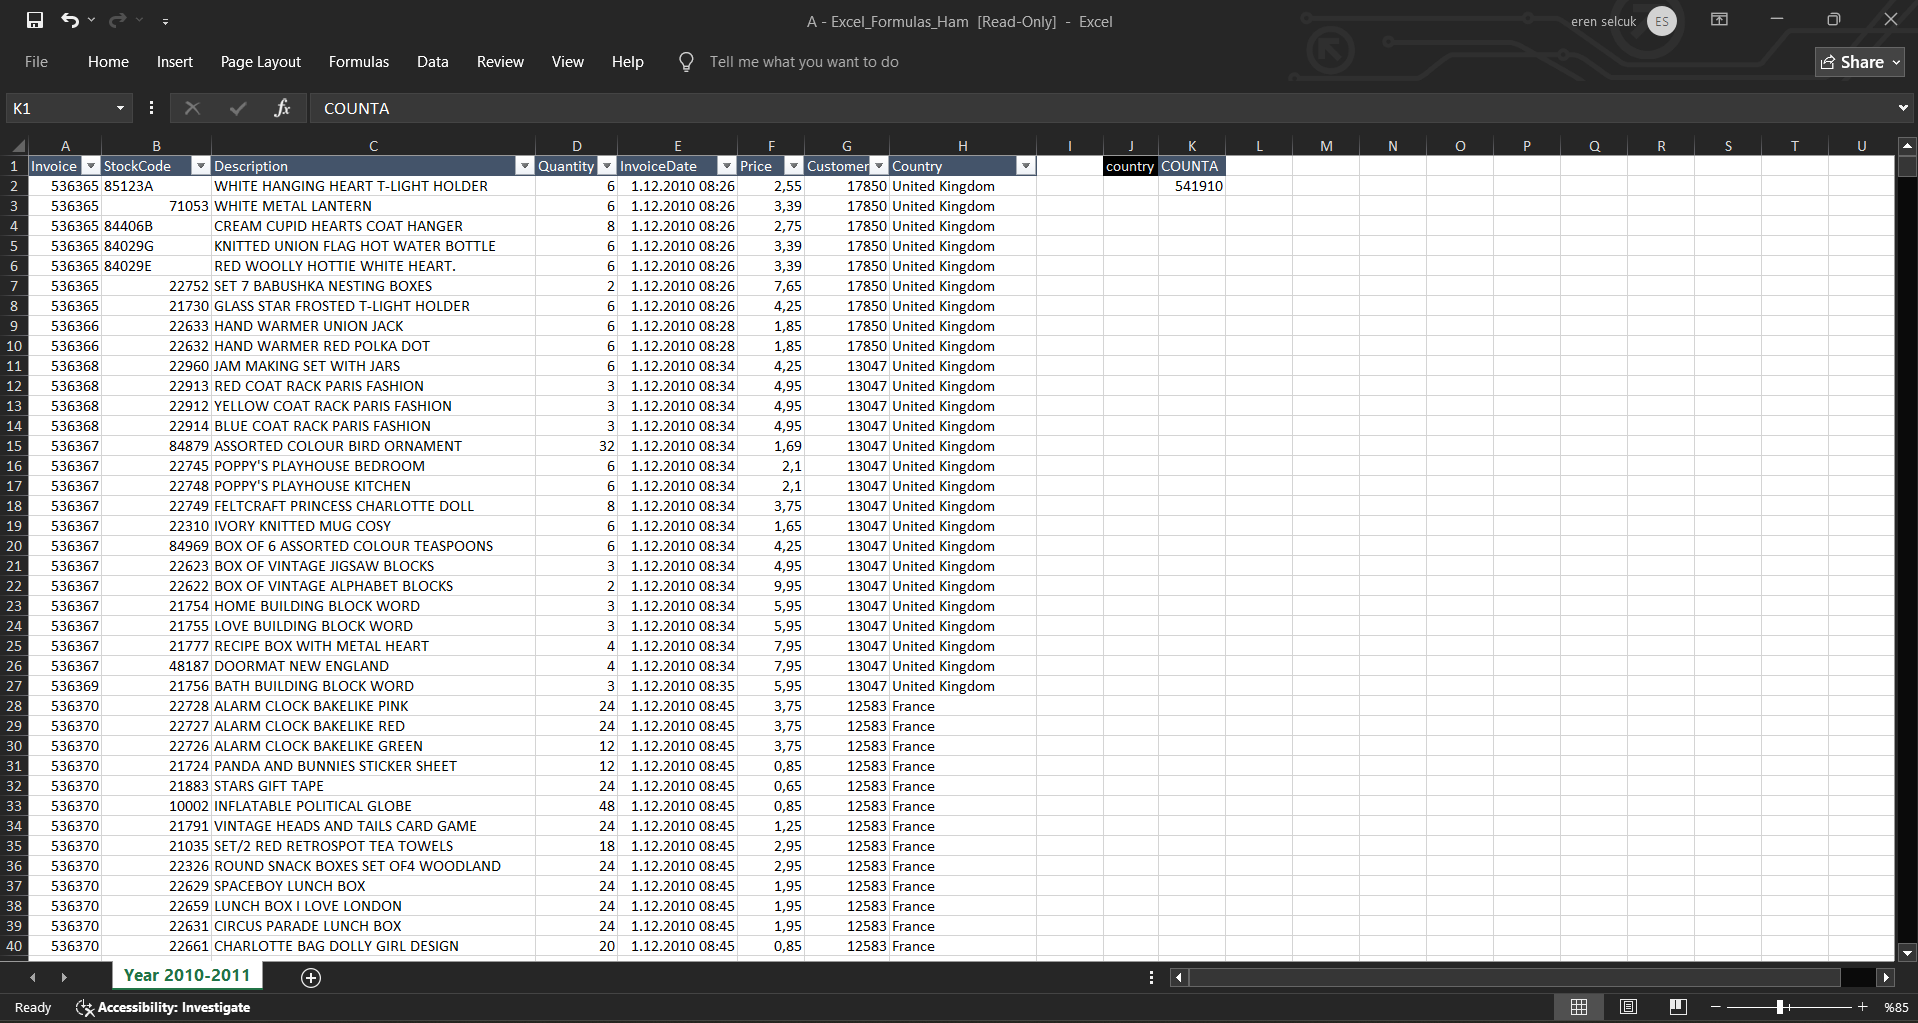 A - Excel_Formulas_Ham [Read-Only] - Excel
eren selcuk ES
File Home Insert Page Layout Formulas Data Review View Help Tell me what you want to do Share
K1 fx COUNTA
A B C D E F G H I J K L M N O P Q R S T U
1 Invoice StockCode Description Quantity InvoiceDate Price Customer Country country COUNTA
2 536365 85123A WHITE HANGING HEART T-LIGHT HOLDER 6 1.12.2010 08:26 2,55 17850 United Kingdom 541910
3 536365 71053 WHITE METAL LANTERN 6 1.12.2010 08:26 3,39 17850 United Kingdom
4 536365 84406B CREAM CUPID HEARTS COAT HANGER 8 1.12.2010 08:26 2,75 17850 United Kingdom
5 536365 84029G KNITTED UNION FLAG HOT WATER BOTTLE 6 1.12.2010 08:26 3,39 17850 United Kingdom
6 536365 84029E RED WOOLLY HOTTIE WHITE HEART. 6 1.12.2010 08:26 3,39 17850 United Kingdom
7 536365 22752 SET 7 BABUSHKA NESTING BOXES 2 1.12.2010 08:26 7,65 17850 United Kingdom
8 536365 21730 GLASS STAR FROSTED T-LIGHT HOLDER 6 1.12.2010 08:26 4,25 17850 United Kingdom
9 536366 22633 HAND WARMER UNION JACK 6 1.12.2010 08:28 1,85 17850 United Kingdom
10 536366 22632 HAND WARMER RED POLKA DOT 6 1.12.2010 08:28 1,85 17850 United Kingdom
11 536368 22960 JAM MAKING SET WITH JARS 6 1.12.2010 08:34 4,25 13047 United Kingdom
12 536368 22913 RED COAT RACK PARIS FASHION 3 1.12.2010 08:34 4,95 13047 United Kingdom
13 536368 22912 YELLOW COAT RACK PARIS FASHION 3 1.12.2010 08:34 4,95 13047 United Kingdom
14 536368 22914 BLUE COAT RACK PARIS FASHION 3 1.12.2010 08:34 4,95 13047 United Kingdom
15 536367 84879 ASSORTED COLOUR BIRD ORNAMENT 32 1.12.2010 08:34 1,69 13047 United Kingdom
16 536367 22745 POPPY'S PLAYHOUSE BEDROOM 6 1.12.2010 08:34 2,1 13047 United Kingdom
17 536367 22748 POPPY'S PLAYHOUSE KITCHEN 6 1.12.2010 08:34 2,1 13047 United Kingdom
18 536367 22749 FELTCRAFT PRINCESS CHARLOTTE DOLL 8 1.12.2010 08:34 3,75 13047 United Kingdom
19 536367 22310 IVORY KNITTED MUG COSY 6 1.12.2010 08:34 1,65 13047 United Kingdom
20 536367 84969 BOX OF 6 ASSORTED COLOUR TEASPOONS 6 1.12.2010 08:34 4,25 13047 United Kingdom
21 536367 22623 BOX OF VINTAGE JIGSAW BLOCKS 3 1.12.2010 08:34 4,95 13047 United Kingdom
22 536367 22622 BOX OF VINTAGE ALPHABET BLOCKS 2 1.12.2010 08:34 9,95 13047 United Kingdom
23 536367 21754 HOME BUILDING BLOCK WORD 3 1.12.2010 08:34 5,95 13047 United Kingdom
24 536367 21755 LOVE BUILDING BLOCK WORD 3 1.12.2010 08:34 5,95 13047 United Kingdom
25 536367 21777 RECIPE BOX WITH METAL HEART 4 1.12.2010 08:34 7,95 13047 United Kingdom
26 536367 48187 DOORMAT NEW ENGLAND 4 1.12.2010 08:34 7,95 13047 United Kingdom
27 536369 21756 BATH BUILDING BLOCK WORD 3 1.12.2010 08:35 5,95 13047 United Kingdom
28 536370 22728 ALARM CLOCK BAKELIKE PINK 24 1.12.2010 08:45 3,75 12583 France
29 536370 22727 ALARM CLOCK BAKELIKE RED 24 1.12.2010 08:45 3,75 12583 France
30 536370 22726 ALARM CLOCK BAKELIKE GREEN 12 1.12.2010 08:45 3,75 12583 France
31 536370 21724 PANDA AND BUNNIES STICKER SHEET 12 1.12.2010 08:45 0,85 12583 France
32 536370 21883 STARS GIFT TAPE 24 1.12.2010 08:45 0,65 12583 France
33 536370 10002 INFLATABLE POLITICAL GLOBE 48 1.12.2010 08:45 0,85 12583 France
34 536370 21791 VINTAGE HEADS AND TAILS CARD GAME 24 1.12.2010 08:45 1,25 12583 France
35 536370 21035 SET/2 RED RETROSPOT TEA TOWELS 18 1.12.2010 08:45 2,95 12583 France
36 536370 22326 ROUND SNACK BOXES SET OF4 WOODLAND 24 1.12.2010 08:45 2,95 12583 France
37 536370 22629 SPACEBOY LUNCH BOX 24 1.12.2010 08:45 1,95 12583 France
38 536370 22659 LUNCH BOX I LOVE LONDON 24 1.12.2010 08:45 1,95 12583 France
39 536370 22631 CIRCUS PARADE LUNCH BOX 24 1.12.2010 08:45 1,95 12583 France
40 536370 22661 CHARLOTTE BAG DOLLY GIRL DESIGN 20 1.12.2010 08:45 0,85 12583 France
Year 2010-2011
Ready Accessibility: Investigate %85